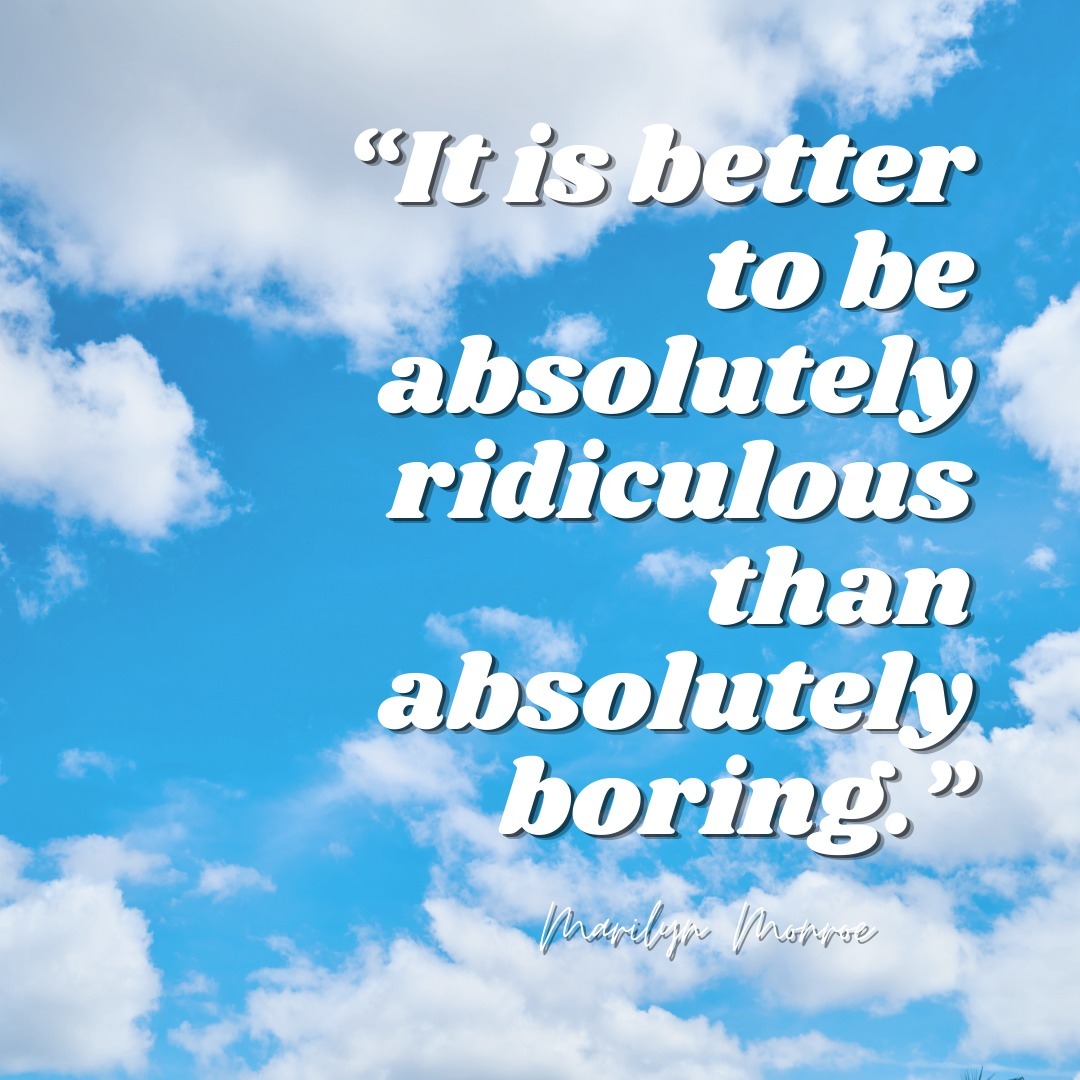 “It is better
to be
absolutely
ridiculous
than
absolutely
boring.”
Marilyn Monroe